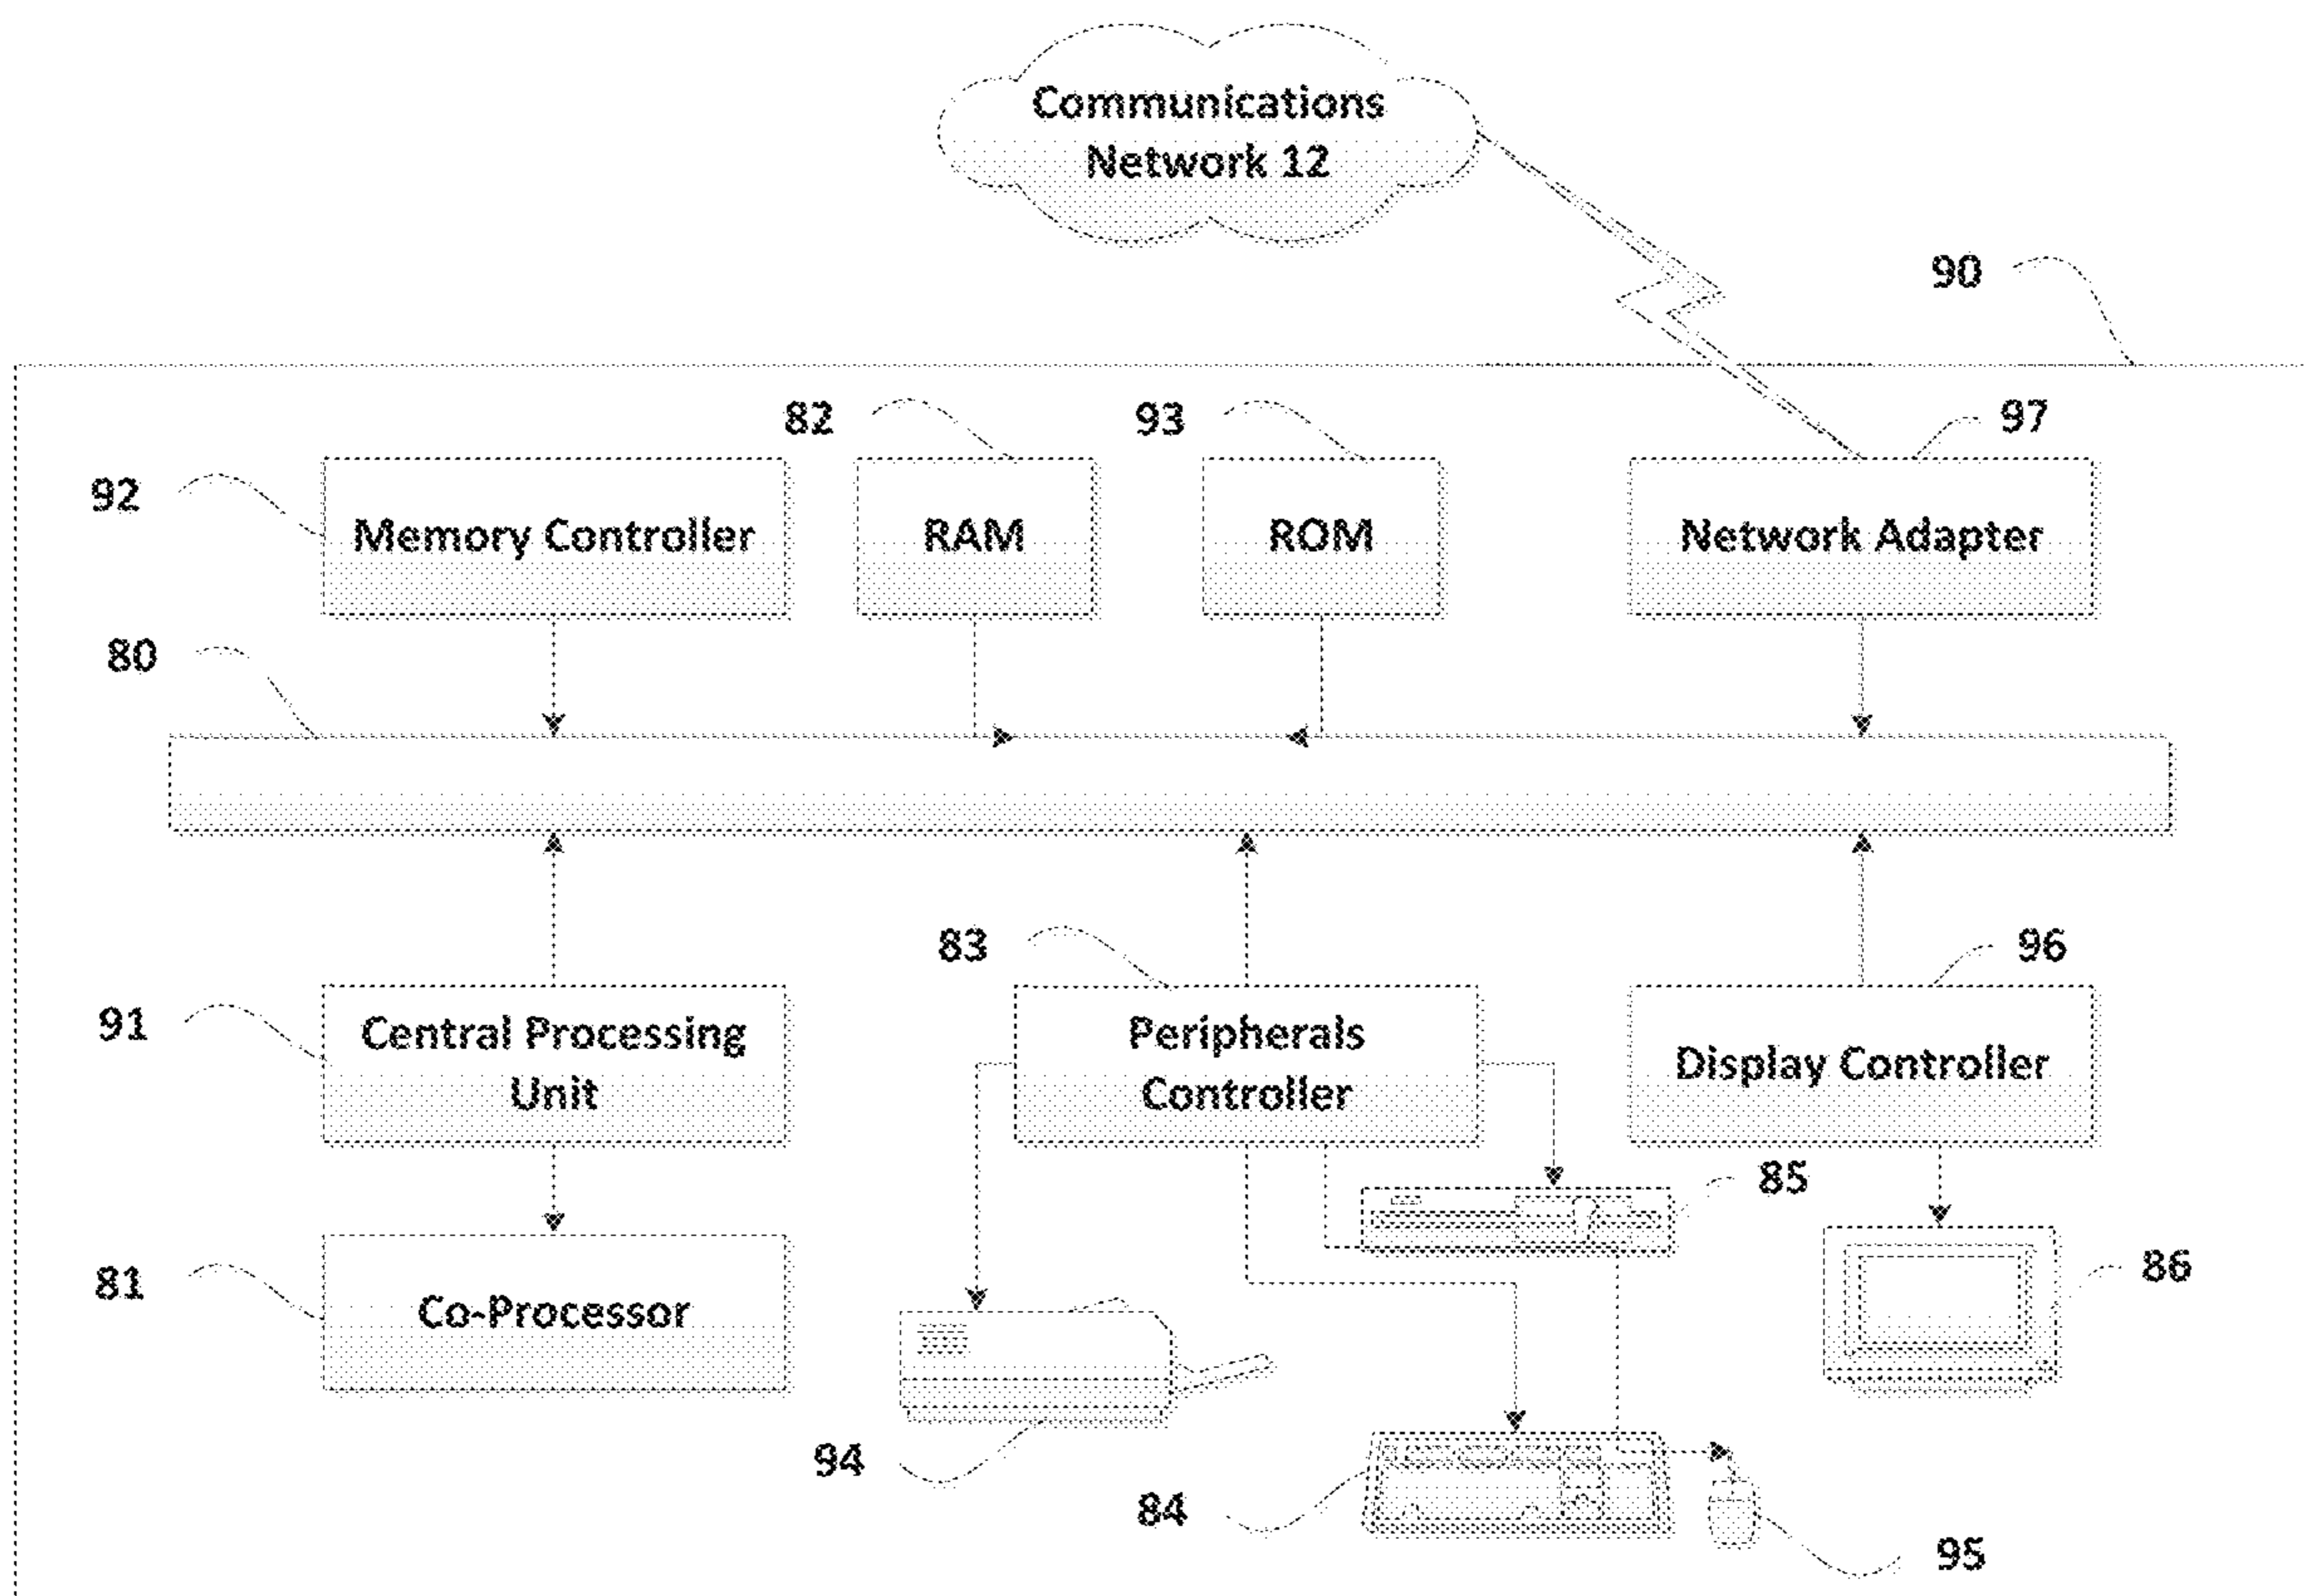 Communications
Network 12
90
82
93
97
92
Memory Controller
RAM
ROM
Network Adapter
80
83
96
91
Central Processing
Unit
Peripherals
Controller
Display Controller
85
86
81
Co-Processor
94
84
95